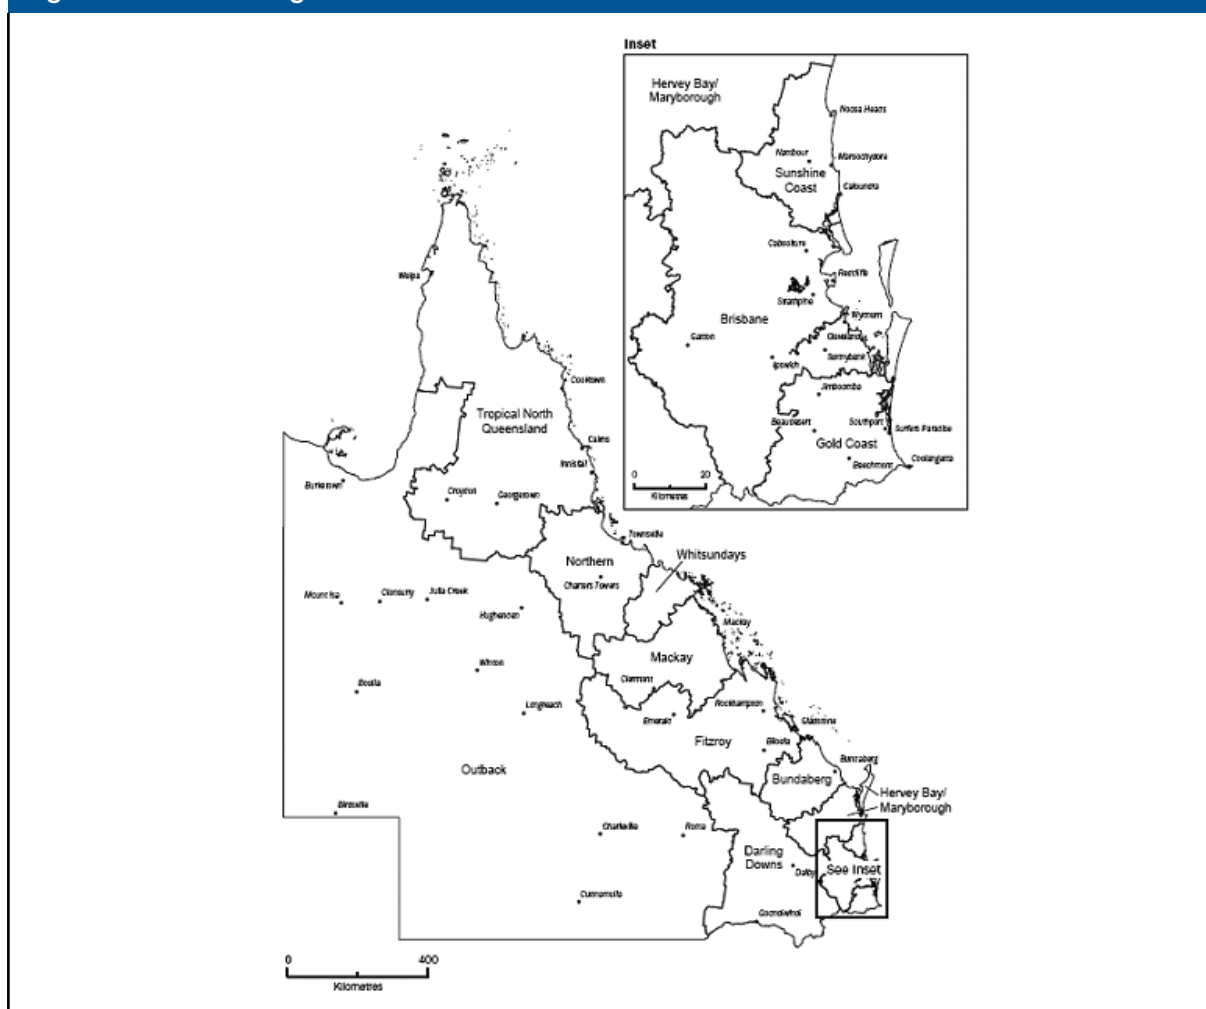 Inset
Hervey Bay/
Maryborough
Noosa Heads
Nambour
Maroochydore
Sunshine
Coast
Caloundra
Caboolture
Redcliffe
Strathpine
Wynnum
Brisbane
Gatton
Cleveland
Sunnybank
Ipswich
Jimboomba
Beaudesert
Southport
Surfers Paradise
Gold Coast
Beechmont
Coolangatta
0 20
Kilometres
Weipa
Cooktown
Tropical North
Queensland
Cairns
Innisfail
Burketown
Croydon
Georgetown
Townsville
Northern
Whitsundays
Charters Towers
Mount Isa
Cloncurry
Julia Creek
Hughenden
Mackay
Winton
Mackay
Clermont
Boulia
Longreach
Rockhampton
Emerald
Gladstone
Fitzroy
Biloela
Bundaberg
Outback
Bundaberg
Hervey Bay/
Maryborough
Birdsville
Charleville
Roma
Darling
Downs
Dalby
See Inset
Cunnamulla
Goondiwindi
0 400
Kilometres